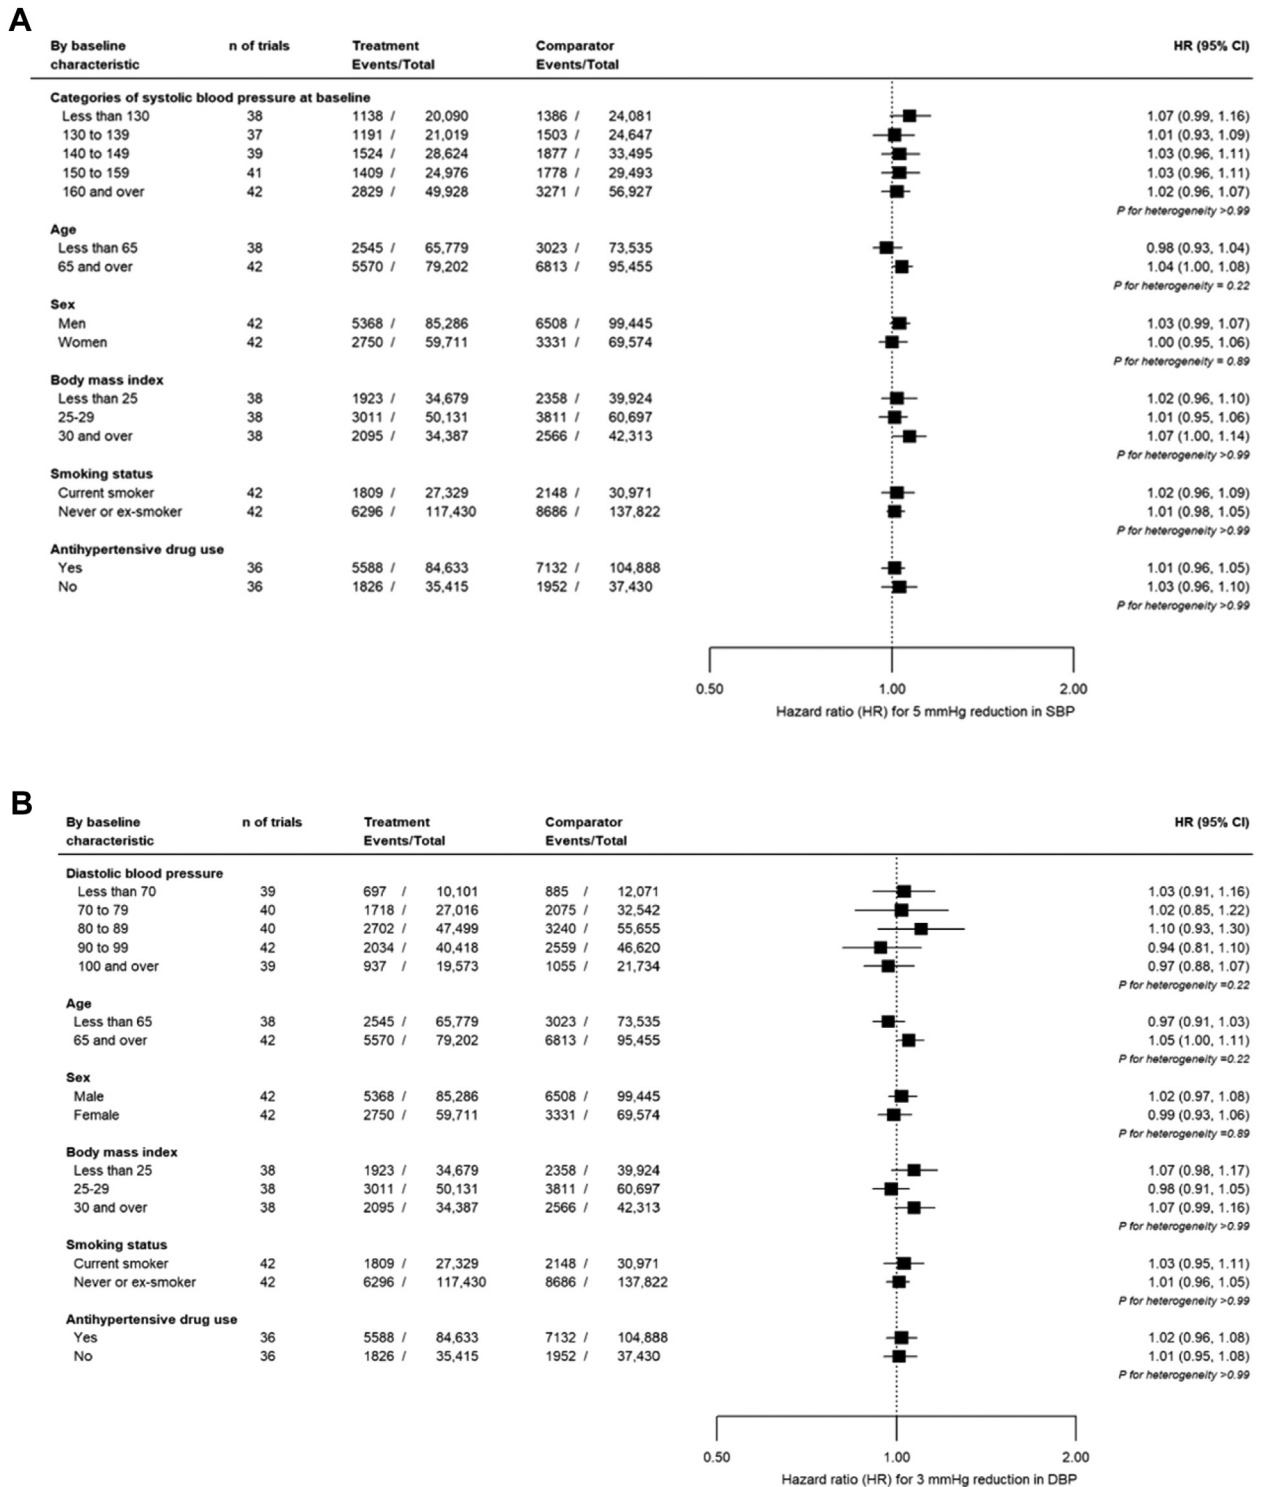 A
By baseline characteristic n of trials Treatment Events/Total Comparator Events/Total HR (95% CI)
Categories of systolic blood pressure at baseline
Less than 130 38 1138 / 20,090 1386 / 24,081 1.07 (0.99, 1.16)
130 to 139 37 1191 / 21,019 1503 / 24,647 1.01 (0.93, 1.09)
140 to 149 39 1524 / 28,624 1877 / 33,495 1.03 (0.96, 1.11)
150 to 159 41 1409 / 24,976 1778 / 29,493 1.03 (0.96, 1.11)
160 and over 42 2829 / 49,928 3271 / 56,927 1.02 (0.96, 1.07)
P for heterogeneity >0.99
Age
Less than 65 38 2545 / 65,779 3023 / 73,535 0.98 (0.93, 1.04)
65 and over 42 5570 / 79,202 6813 / 95,455 1.04 (1.00, 1.08)
P for heterogeneity = 0.22
Sex
Men 42 5368 / 85,286 6508 / 99,445 1.03 (0.99, 1.07)
Women 42 2750 / 59,711 3331 / 69,574 1.00 (0.95, 1.06)
P for heterogeneity = 0.89
Body mass index
Less than 25 38 1923 / 34,679 2358 / 39,924 1.02 (0.96, 1.10)
25-29 38 3011 / 50,131 3811 / 60,697 1.01 (0.95, 1.06)
30 and over 38 2095 / 34,387 2566 / 42,313 1.07 (1.00, 1.14)
P for heterogeneity >0.99
Smoking status
Current smoker 42 1809 / 27,329 2148 / 30,971 1.02 (0.96, 1.09)
Never or ex-smoker 42 6296 / 117,430 8686 / 137,822 1.01 (0.98, 1.05)
P for heterogeneity >0.99
Antihypertensive drug use
Yes 36 5588 / 84,633 7132 / 104,888 1.01 (0.96, 1.05)
No 36 1826 / 35,415 1952 / 37,430 1.03 (0.96, 1.10)
P for heterogeneity >0.99
0.50 1.00 2.00
Hazard ratio (HR) for 5 mmHg reduction in SBP
B
By baseline characteristic n of trials Treatment Events/Total Comparator Events/Total HR (95% CI)
Diastolic blood pressure
Less than 70 39 697 / 10,101 885 / 12,071 1.03 (0.91, 1.16)
70 to 79 40 1718 / 27,016 2075 / 32,542 1.02 (0.85, 1.22)
80 to 89 40 2702 / 47,499 3240 / 55,655 1.10 (0.93, 1.30)
90 to 99 42 2034 / 40,418 2559 / 46,620 0.94 (0.81, 1.10)
100 and over 39 937 / 19,573 1055 / 21,734 0.97 (0.88, 1.07)
P for heterogeneity =0.22
Age
Less than 65 38 2545 / 65,779 3023 / 73,535 0.97 (0.91, 1.03)
65 and over 42 5570 / 79,202 6813 / 95,455 1.05 (1.00, 1.11)
P for heterogeneity =0.22
Sex
Male 42 5368 / 85,286 6508 / 99,445 1.02 (0.97, 1.08)
Female 42 2750 / 59,711 3331 / 69,574 0.99 (0.93, 1.06)
P for heterogeneity =0.89
Body mass index
Less than 25 38 1923 / 34,679 2358 / 39,924 1.07 (0.98, 1.17)
25-29 38 3011 / 50,131 3811 / 60,697 0.98 (0.91, 1.05)
30 and over 38 2095 / 34,387 2566 / 42,313 1.07 (0.99, 1.16)
P for heterogeneity >0.99
Smoking status
Current smoker 42 1809 / 27,329 2148 / 30,971 1.03 (0.95, 1.11)
Never or ex-smoker 42 6296 / 117,430 8686 / 137,822 1.01 (0.96, 1.05)
P for heterogeneity >0.99
Antihypertensive drug use
Yes 36 5588 / 84,633 7132 / 104,888 1.02 (0.96, 1.08)
No 36 1826 / 35,415 1952 / 37,430 1.01 (0.95, 1.08)
P for heterogeneity >0.99
0.50 1.00 2.00
Hazard ratio (HR) for 3 mmHg reduction in DBP